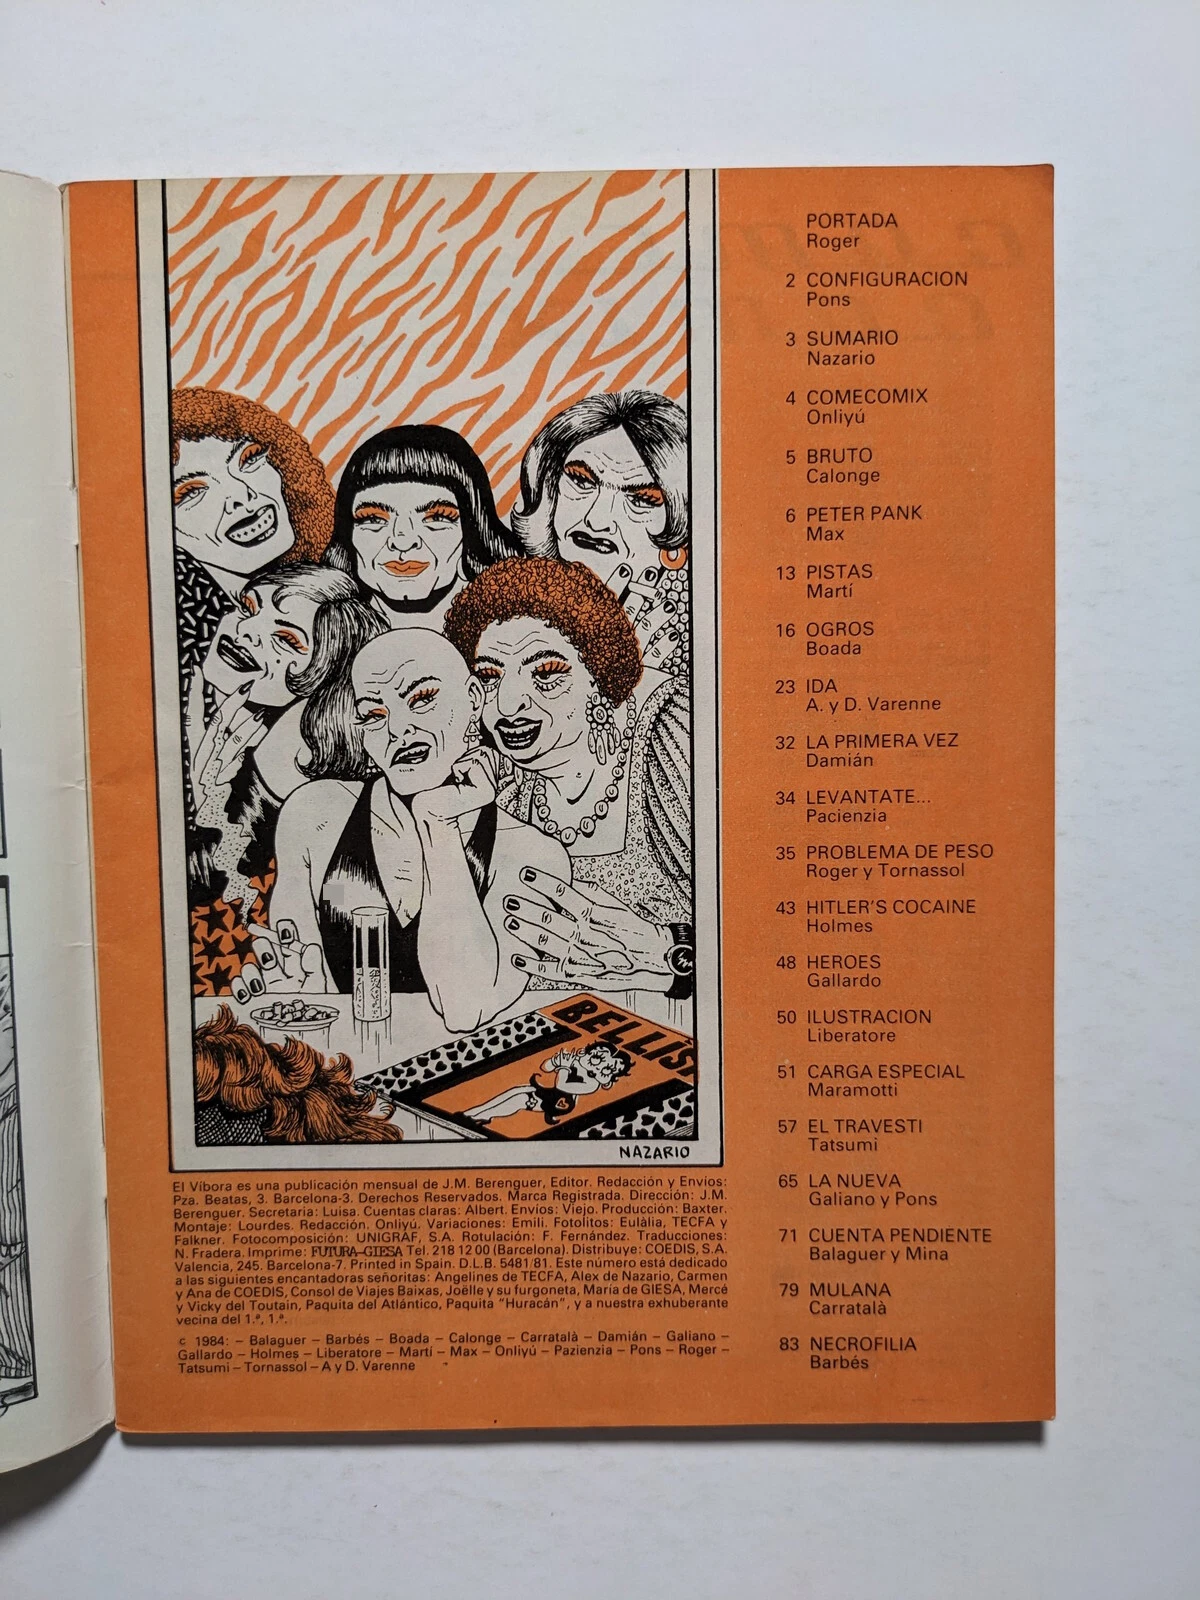 PORTADA
Roger
2 CONFIGURACION
Pons
3 SUMARIO
Nazario
4 COMECOMIX
Onliyú
5 BRUTO
Calonge
6 PETER PANK
Max
13 PISTAS
Martí
16 OGROS
Boada
23 IDA
A. y D. Varenne
32 LA PRIMERA VEZ
Damián
34 LEVANTATE...
Pacienzia
35 PROBLEMA DE PESO
Roger y Tornassol
43 HITLER'S COCAINE
Holmes
48 HEROES
Gallardo
50 ILUSTRACION
Liberatore
51 CARGA ESPECIAL
Maramotti
57 EL TRAVESTI
Tatsumi
65 LA NUEVA
Galiano y Pons
71 CUENTA PENDIENTE
Balaguer y Mina
79 MULANA
Carratalà
83 NECROFILIA
Barbés
BELLIS
NAZARIO
El Víbora es una publicación mensual de J.M. Berenguer, Editor. Redacción y Envios:
Pza. Beatas, 3. Barcelona-3. Derechos Reservados. Marca Registrada. Dirección: J.M.
Berenguer. Secretaria: Luisa. Cuentas claras: Albert. Envios: Viejo. Producción: Baxter.
Montaje: Lourdes. Redacción. Onliyú. Variaciones: Emili. Fotolitos: Eulàlia, TECFA y
Falkner. Fotocomposición: UNIGRAF, S.A. Rotulación: F. Fernández. Traducciones:
N. Fradera. Imprime: FUTURA-GIESA Tel. 218 12 00 (Barcelona). Distribuye: COEDIS, S.A.
Valencia, 245. Barcelona-7. Printed in Spain. D.L.B. 5481/81. Este número está dedicado
a las siguientes encantadoras señoritas: Angelines de TECFA, Alex de Nazario, Carmen
y Ana de COEDIS, Consol de Viajes Baixas, Joëlle y su furgoneta, María de GIESA, Mercé
y Vicky del Toutain, Paquita del Atlántico, Paquita "Huracán", y a nuestra exhuberante
vecina del 1.ª, 1.ª.
c 1984: – Balaguer – Barbés – Boada – Calonge – Carratalà – Damián – Galiano –
Gallardo – Holmes – Liberatore – Martí – Max – Onliyú – Pazienzia – Pons – Roger –
Tatsumi – Tornassol – A y D. Varenne